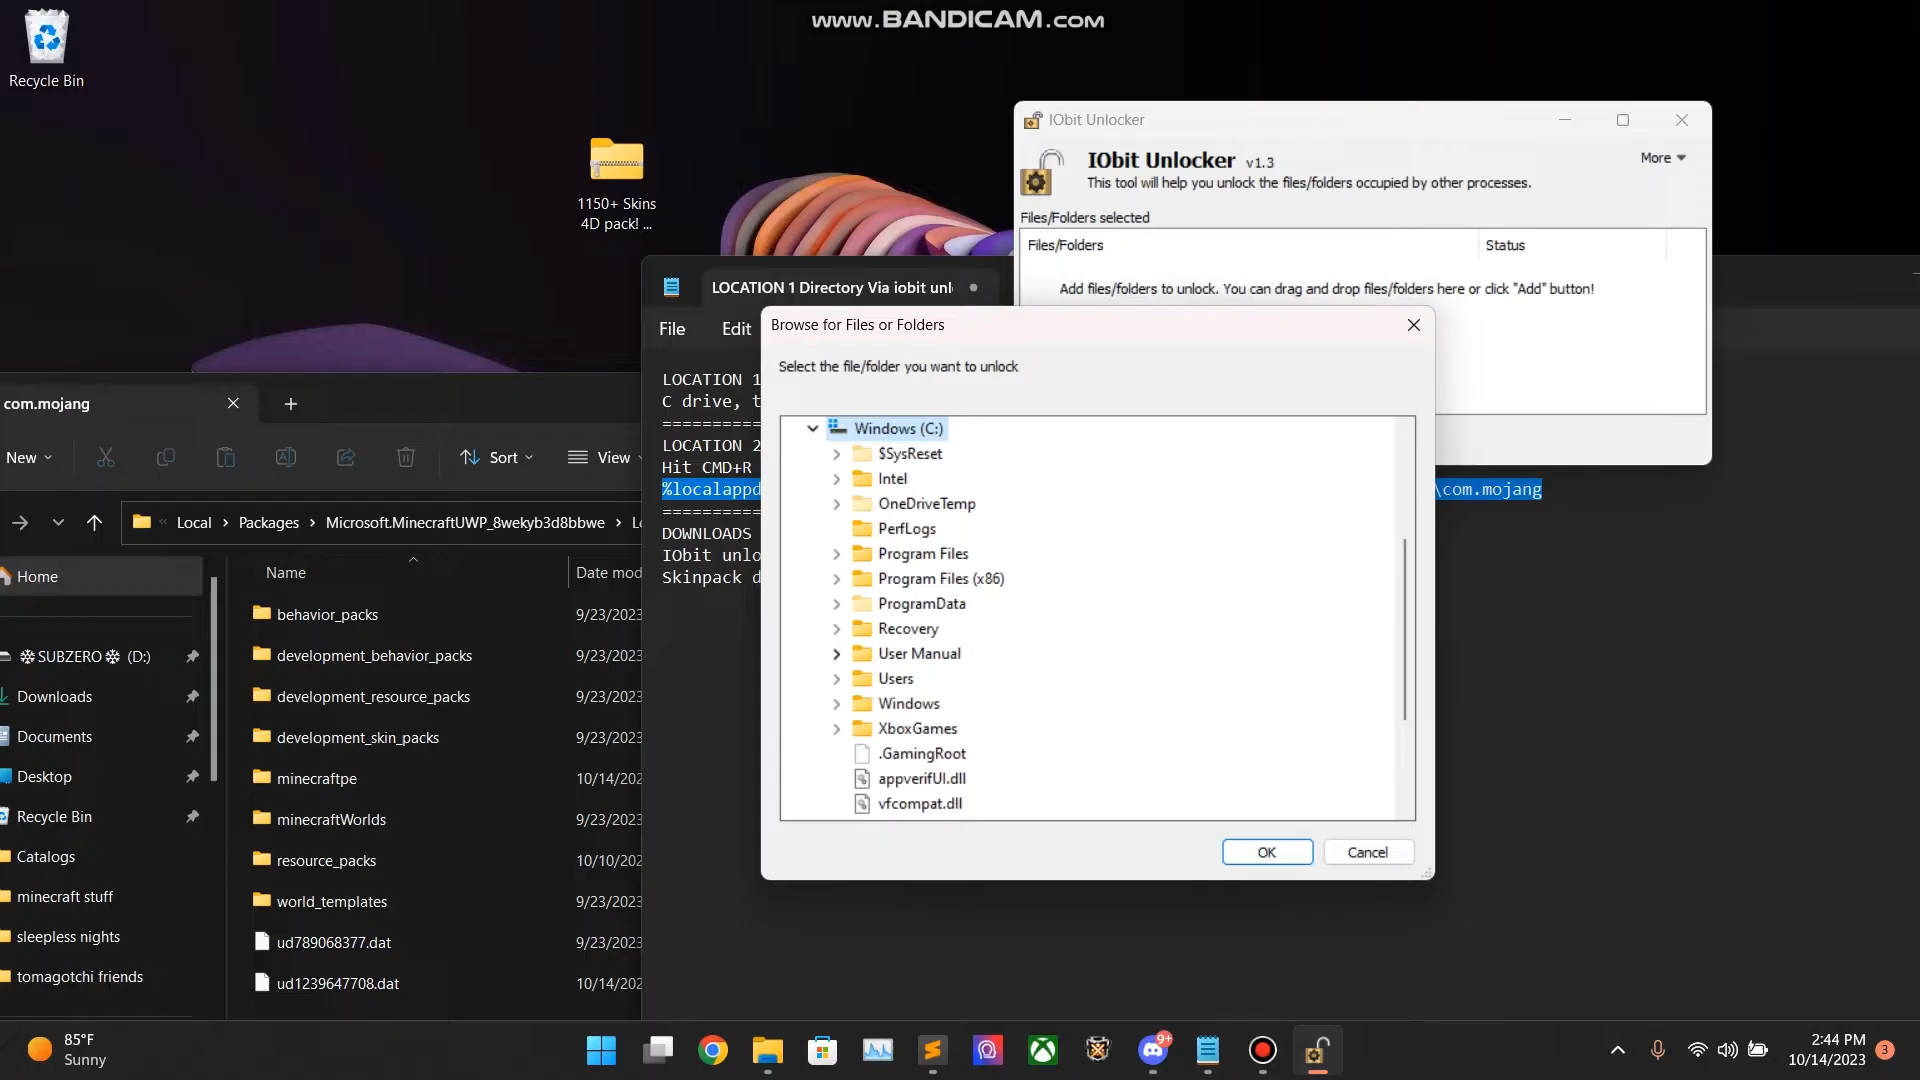 www.BANDICAM.com
Recycle Bin
1150+ Skins
4D pack! ...
IObit Unlocker
IObit Unlocker v1.3
More
This tool will help you unlock the files/folders occupied by other processes.
Files/Folders selected
Files/Folders
Status
Add files/folders to unlock. You can drag and drop files/folders here or click "Add" button!
LOCATION 1 Directory Via iobit unl
File
Edit
LOCATION 1
C drive, t
===========
LOCATION 2
Hit CMD+R
%localappd
\com.mojang
===========
DOWNLOADS
IObit unlo
Skinpack d
Browse for Files or Folders
Select the file/folder you want to unlock
Windows (C:)
$SysReset
Intel
OneDriveTemp
PerfLogs
Program Files
Program Files (x86)
ProgramData
Recovery
User Manual
Users
Windows
XboxGames
.GamingRoot
appverifUI.dll
vfcompat.dll
OK
Cancel
com.mojang
New
Sort
View
Local
Packages
Microsoft.MinecraftUWP_8wekyb3d8bbwe
Home
❄SUBZERO❄ (D:)
Downloads
Documents
Desktop
Recycle Bin
Catalogs
minecraft stuff
sleepless nights
tomagotchi friends
Name
Date mod
behavior_packs 9/23/2023
development_behavior_packs 9/23/2023
development_resource_packs 9/23/2023
development_skin_packs 9/23/2023
minecraftpe 10/14/202
minecraftWorlds 9/23/2023
resource_packs 10/10/202
world_templates 9/23/2023
ud789068377.dat 9/23/2023
ud1239647708.dat 10/14/202
85°F
Sunny
9+
2:44 PM
10/14/2023
3